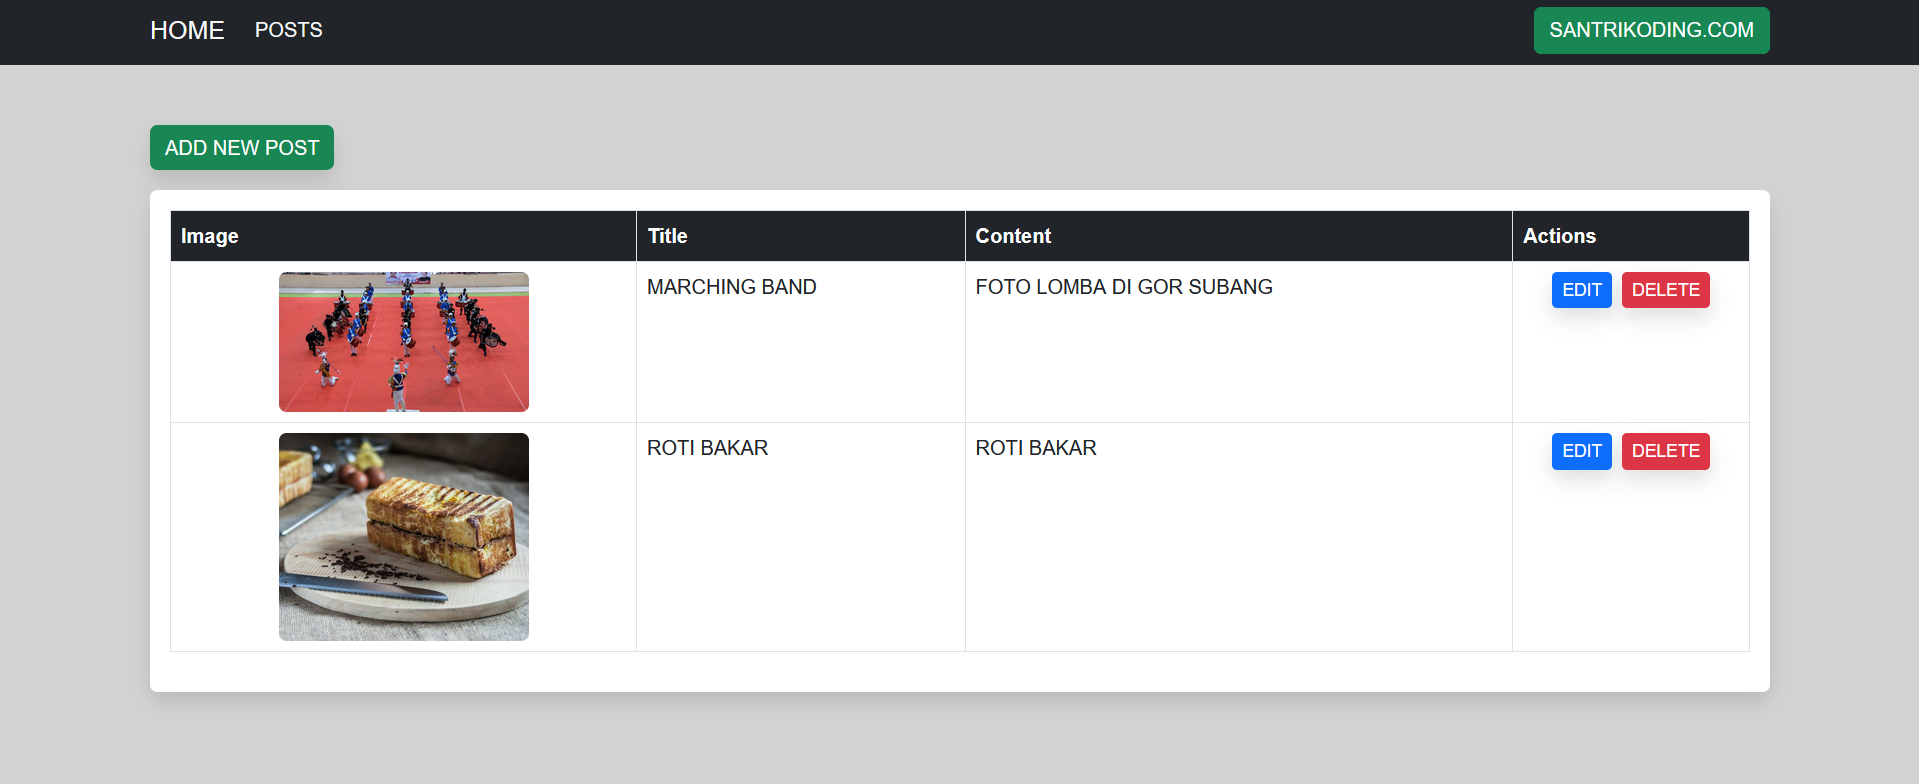 HOME POSTS SANTRIKODING.COM
ADD NEW POST
Image Title Content Actions
MARCHING BAND FOTO LOMBA DI GOR SUBANG EDIT DELETE
ROTI BAKAR ROTI BAKAR EDIT DELETE